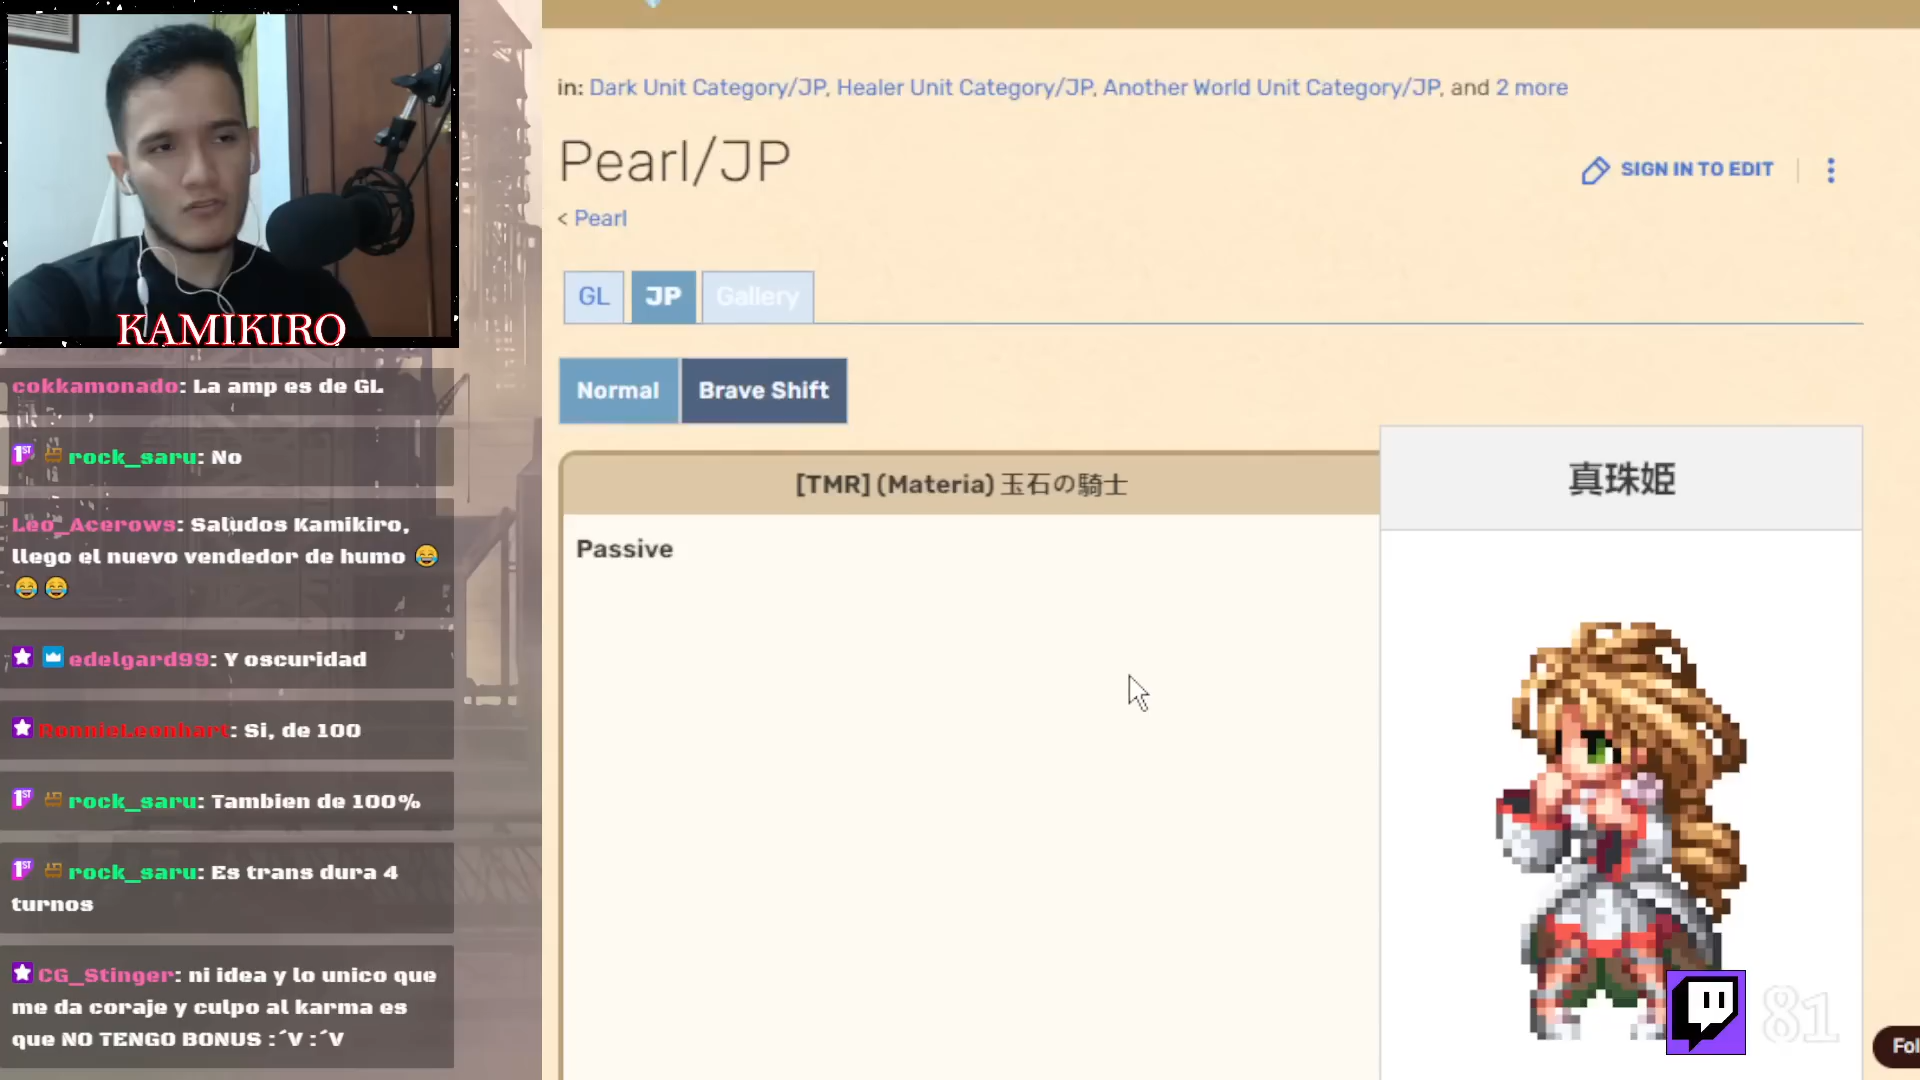 KAMIKIRO
cokkamonado: La amp es de GL
rock_saru: No
Leo_Acerows: Saludos Kamikiro,
llego el nuevo vendedor de humo 😂
😂😂
edelgard99: Y oscuridad
RonnieLeonhart: Si, de 100
rock_saru: Tambien de 100%
rock_saru: Es trans dura 4
turnos
CG_Stinger: ni idea y lo unico que
me da coraje y culpo al karma es
que NO TENGO BONUS :´V :´V
in: Dark Unit Category/JP, Healer Unit Category/JP, Another World Unit Category/JP, and 2 more
Pearl/JP
SIGN IN TO EDIT
< Pearl
GL JP Gallery
Normal Brave Shift
[TMR] (Materia) 玉石の騎士
Passive
真珠姫
81
Fol